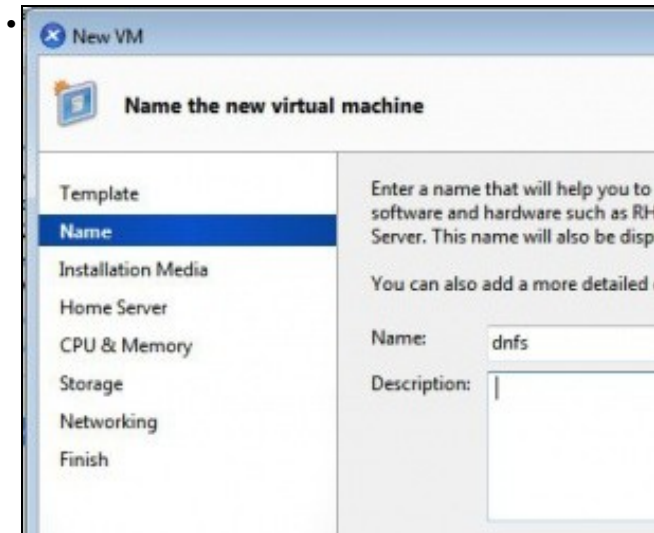 New VM
Name the new virtual machine
Template
Name
Installation Media
Home Server
CPU & Memory
Storage
Networking
Finish
Enter a name that will help you to
software and hardware such as RH
Server. This name will also be disp
You can also add a more detailed
Name: dnfs
Description: